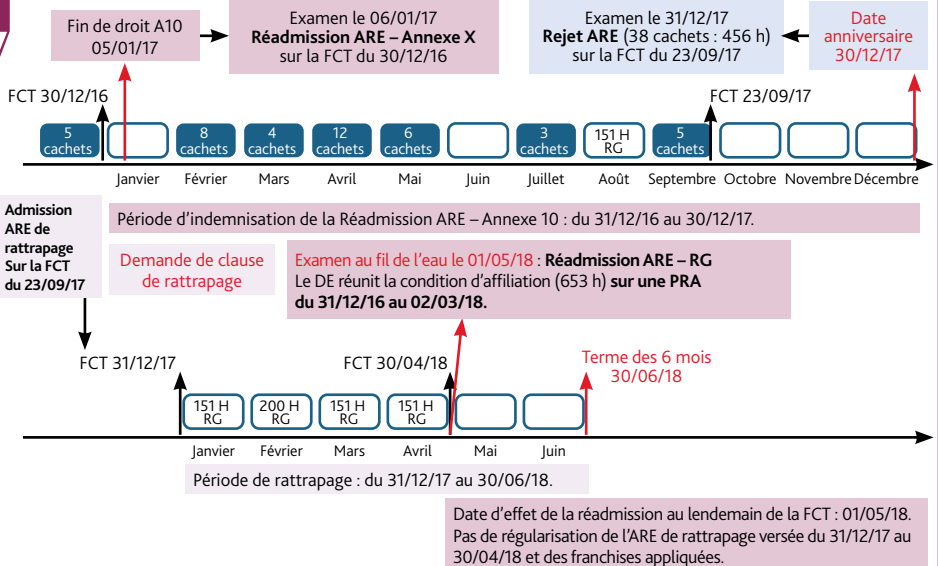 Fin de droit A10
05/01/17
Examen le 06/01/17
Réadmission ARE – Annexe X
sur la FCT du 30/12/16
Examen le 31/12/17
Rejet ARE (38 cachets : 456 h)
sur la FCT du 23/09/17
Date
anniversaire
30/12/17
FCT 30/12/16
FCT 23/09/17
5
cachets
8
cachets
4
cachets
12
cachets
6
cachets
3
cachets
151 H
RG
5
cachets
Janvier Février Mars Avril Mai Juin Juillet Août Septembre Octobre Novembre Décembre
Admission
ARE de
rattrapage
Sur la FCT
du 23/09/17
Période d’indemnisation de la Réadmission ARE – Annexe 10 : du 31/12/16 au 30/12/17.
Demande de clause
de rattrapage
Examen au fil de l’eau le 01/05/18 : Réadmission ARE – RG
Le DE réunit la condition d’affiliation (653 h) sur une PRA
du 31/12/16 au 02/03/18.
FCT 31/12/17
FCT 30/04/18
Terme des 6 mois
30/06/18
151 H
RG
200 H
RG
151 H
RG
151 H
RG
Janvier Février Mars Avril Mai Juin
Période de rattrapage : du 31/12/17 au 30/06/18.
Date d’effet de la réadmission au lendemain de la FCT : 01/05/18.
Pas de régularisation de l’ARE de rattrapage versée du 31/12/17 au
30/04/18 et des franchises appliquées.